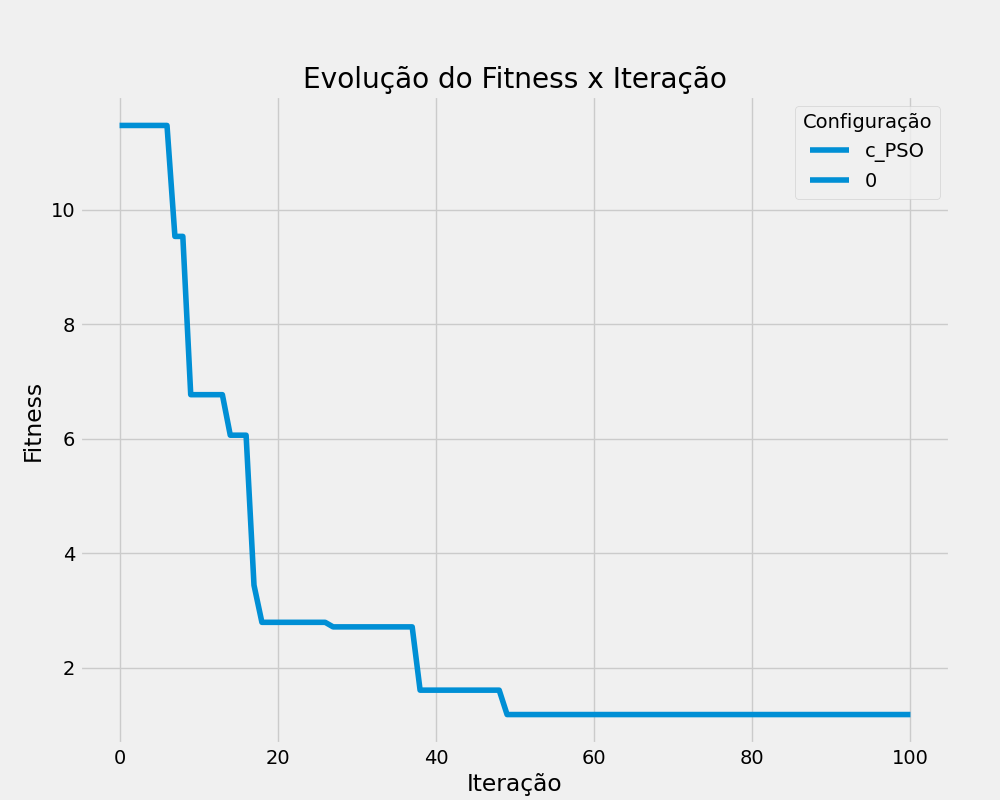 Evolução do Fitness x Iteração
Configuração
c_PSO
0
10
8
6
4
2
Fitness
0 20 40 60 80 100
Iteração